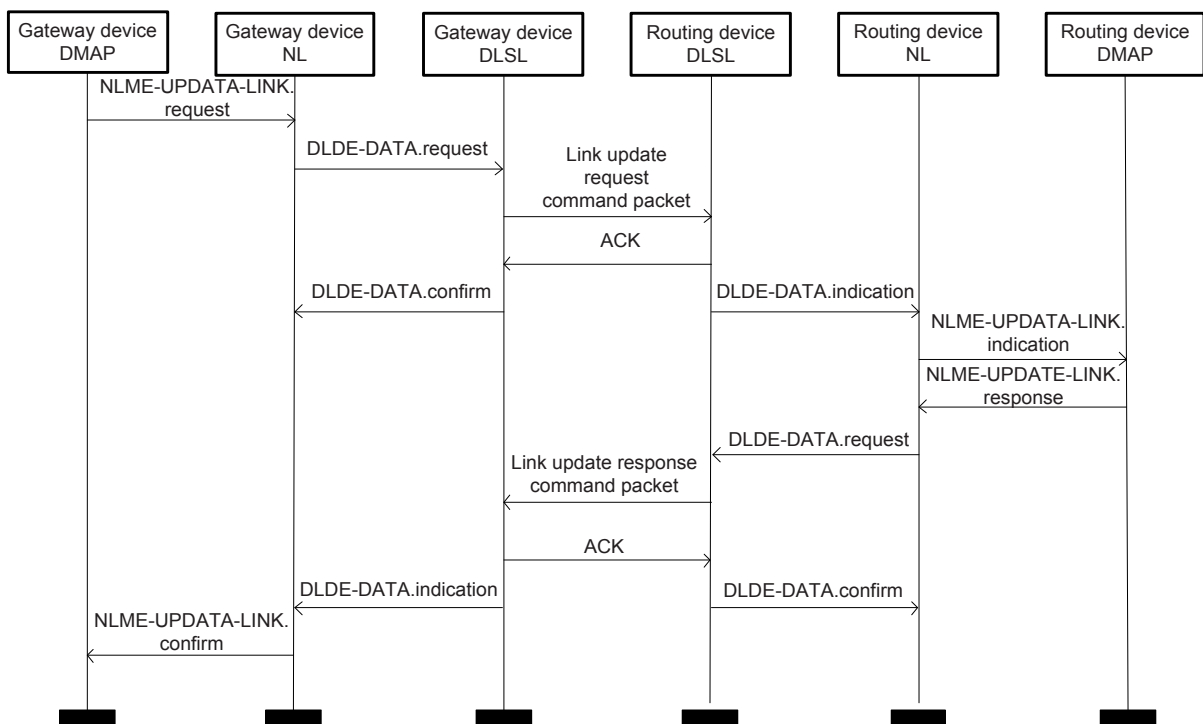 Gateway device
DMAP
Gateway device
NL
Gateway device
DLSL
Routing device
DLSL
Routing device
NL
Routing device
DMAP
NLME-UPDATA-LINK.
request
DLDE-DATA.request
Link update
request
command packet
ACK
DLDE-DATA.confirm
DLDE-DATA.indication
NLME-UPDATA-LINK.
indication
NLME-UPDATE-LINK.
response
DLDE-DATA.request
Link update response
command packet
ACK
DLDE-DATA.indication
DLDE-DATA.confirm
NLME-UPDATA-LINK.
confirm